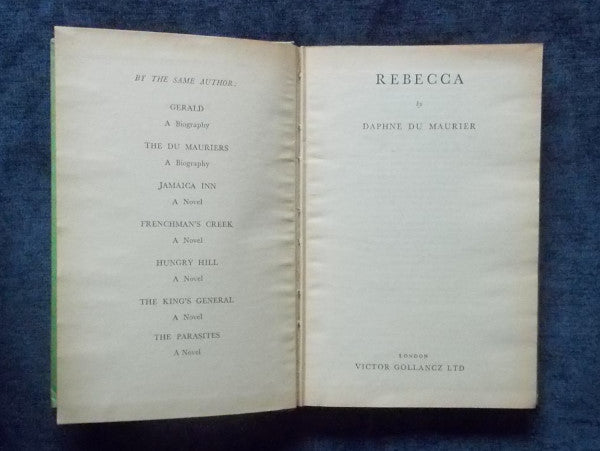 BY THE SAME AUTHOR:
GERALD
A Biography
THE DU MAURIERS
A Biography
JAMAICA INN
A Novel
FRENCHMAN'S CREEK
A Novel
HUNGRY HILL
A Novel
THE KING'S GENERAL
A Novel
THE PARASITES
A Novel
REBECCA
by
DAPHNE DU MAURIER
LONDON
VICTOR GOLLANCZ LTD